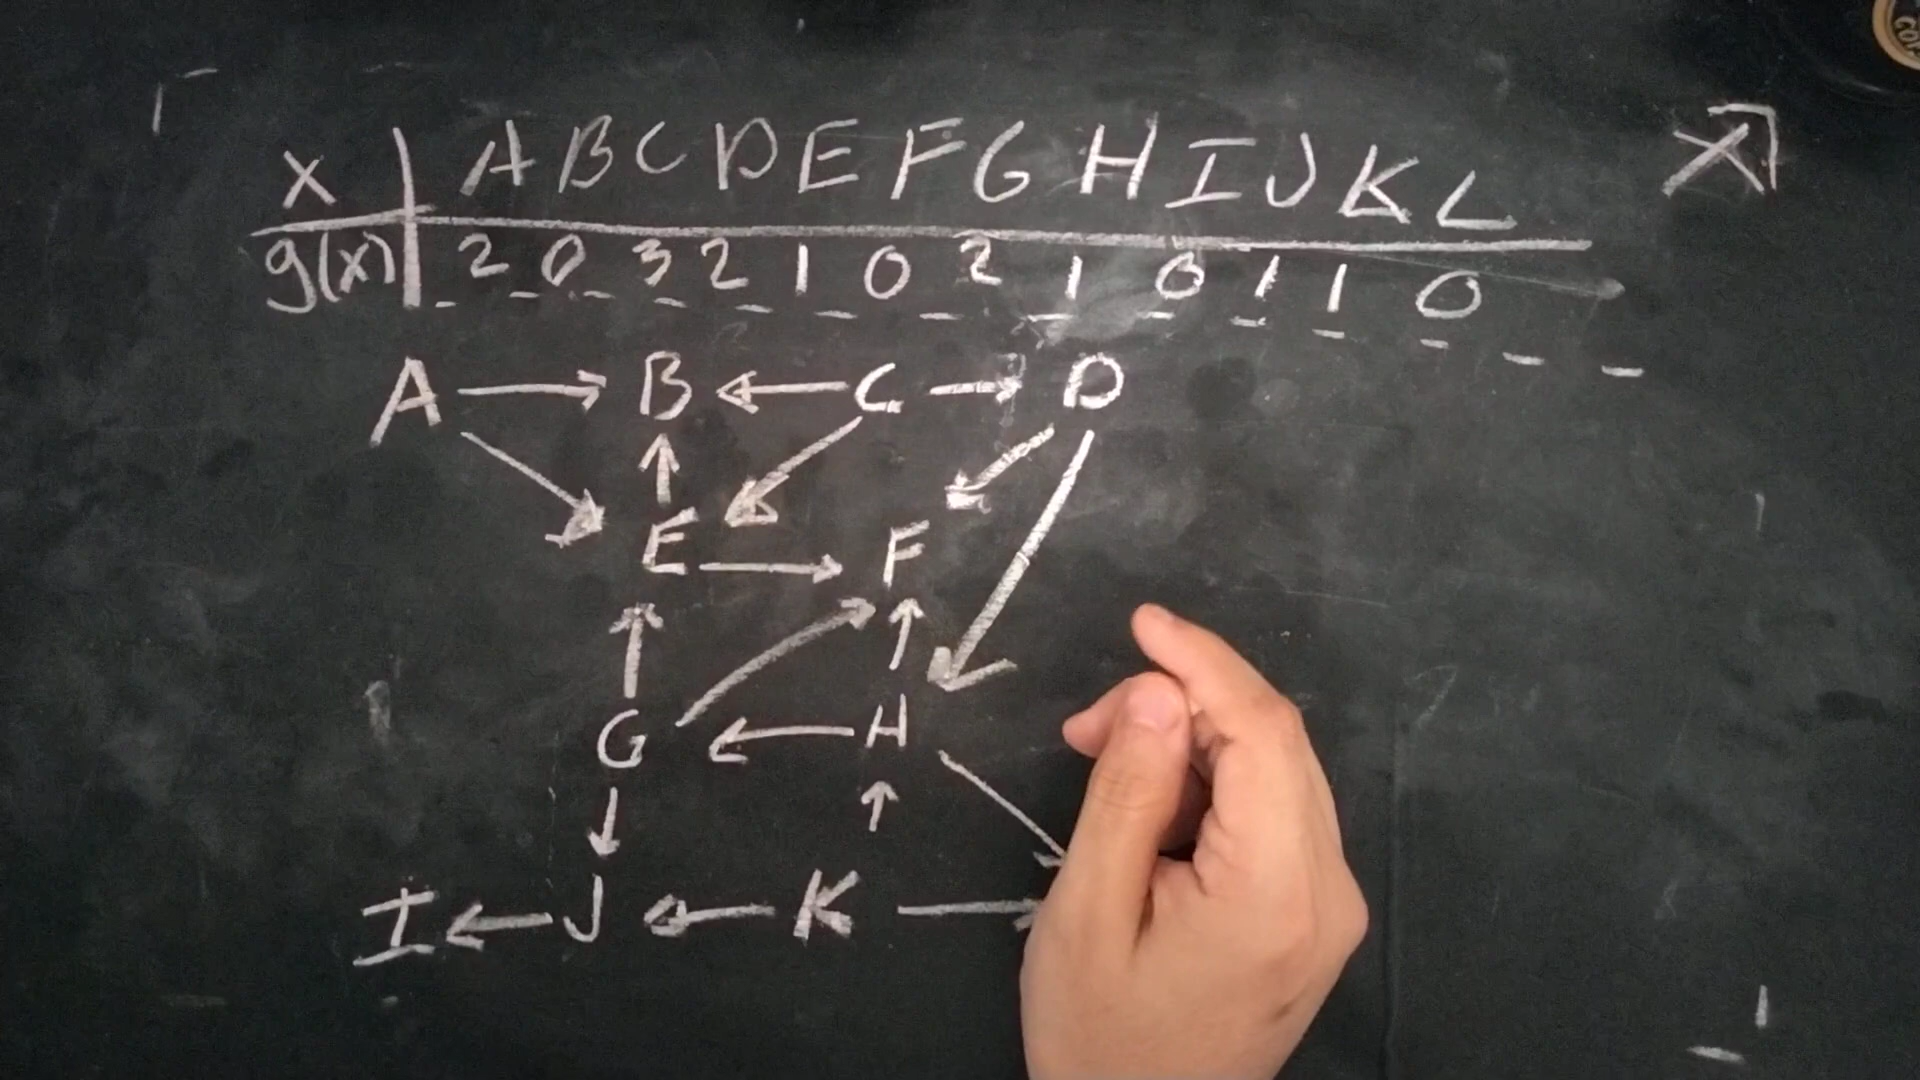 x A B C D E F G H I J K L
g(x) 2 0 3 2 1 0 2 1 0 1 1 0
A B C D
E F
G H
I J K